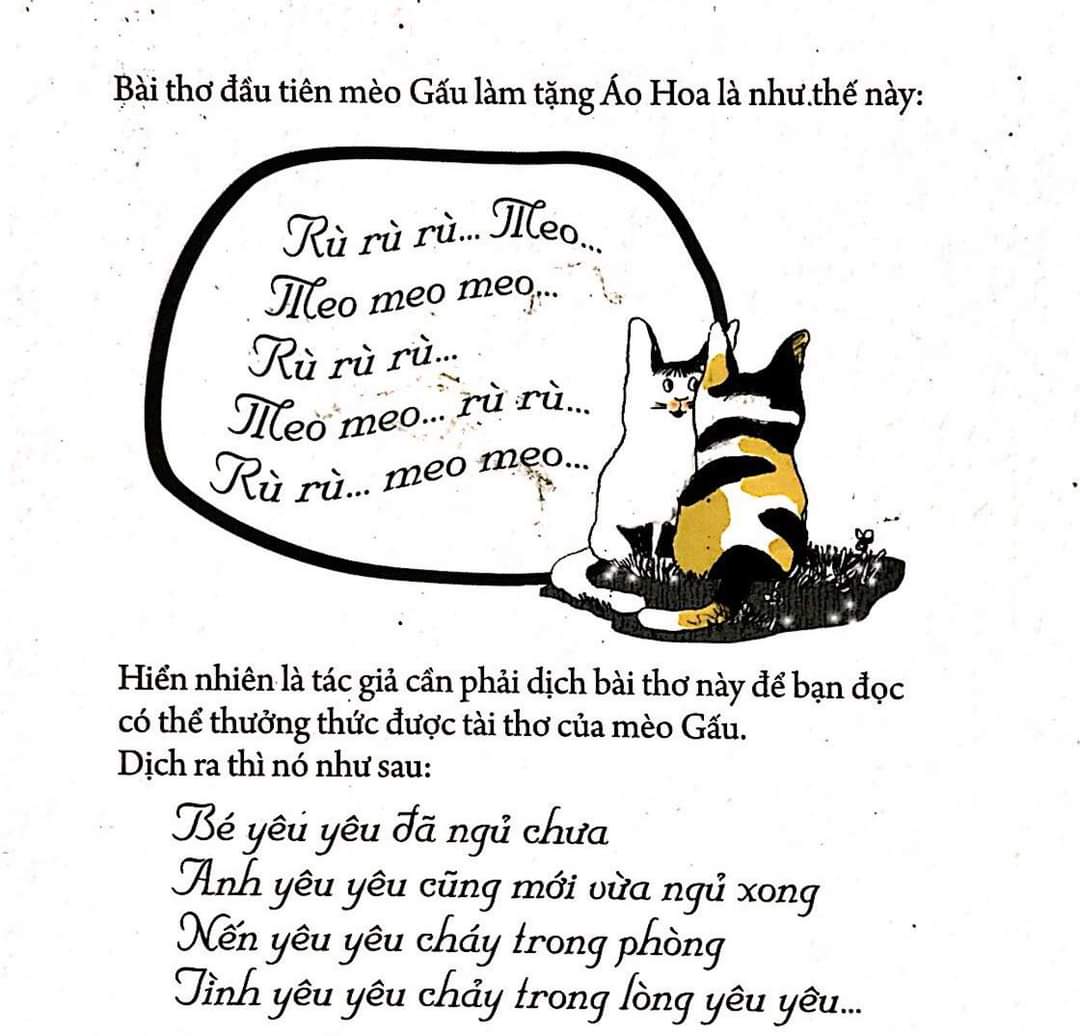 Bài thơ đầu tiên mèo Gấu làm tặng Áo Hoa là như thế này:
Rù rù rù... Meo...
Meo meo meo...
Rù rù rù...
Meo meo... rù rù...
Rù rù... meo meo...
Hiển nhiên là tác giả cần phải dịch bài thơ này để bạn đọc
có thể thưởng thức được tài thơ của mèo Gấu.
Dịch ra thì nó như sau:
Bé yêu yêu đã ngủ chưa
Anh yêu yêu cũng mới vừa ngủ xong
Nến yêu yêu cháy trong phòng
Tình yêu yêu chảy trong lòng yêu yêu...